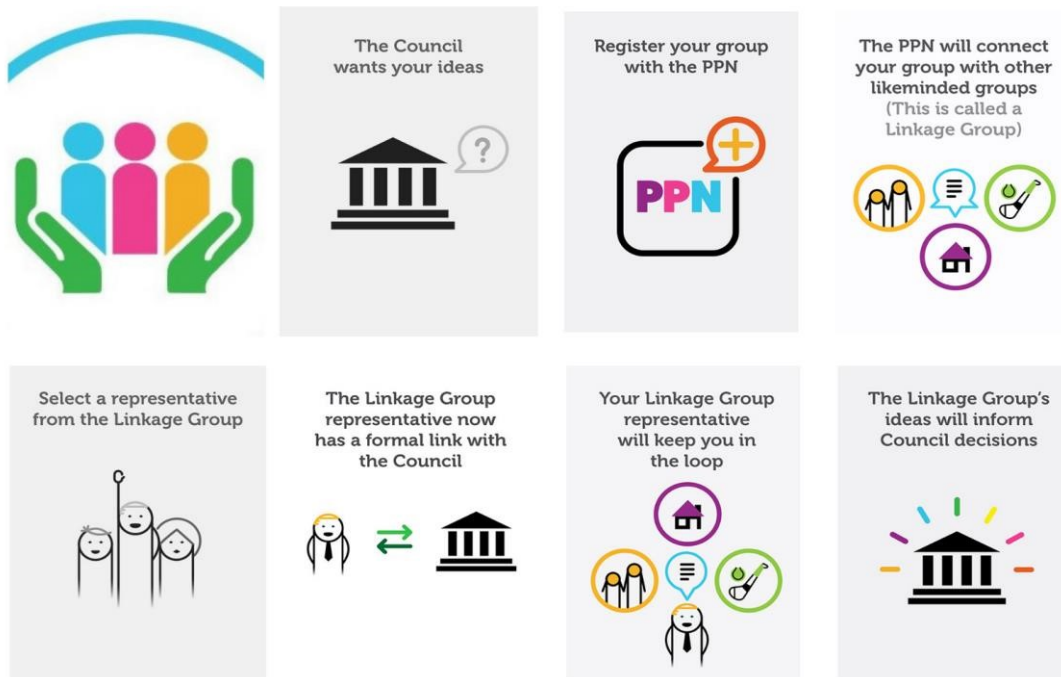 The Council
wants your ideas
?
Register your group
with the PPN
PPN
The PPN will connect
your group with other
likeminded groups
(This is called a
Linkage Group)
Select a representative
from the Linkage Group
The Linkage Group
representative now
has a formal link with
the Council
Your Linkage Group
representative
will keep you in
the loop
The Linkage Group's
ideas will inform
Council decisions